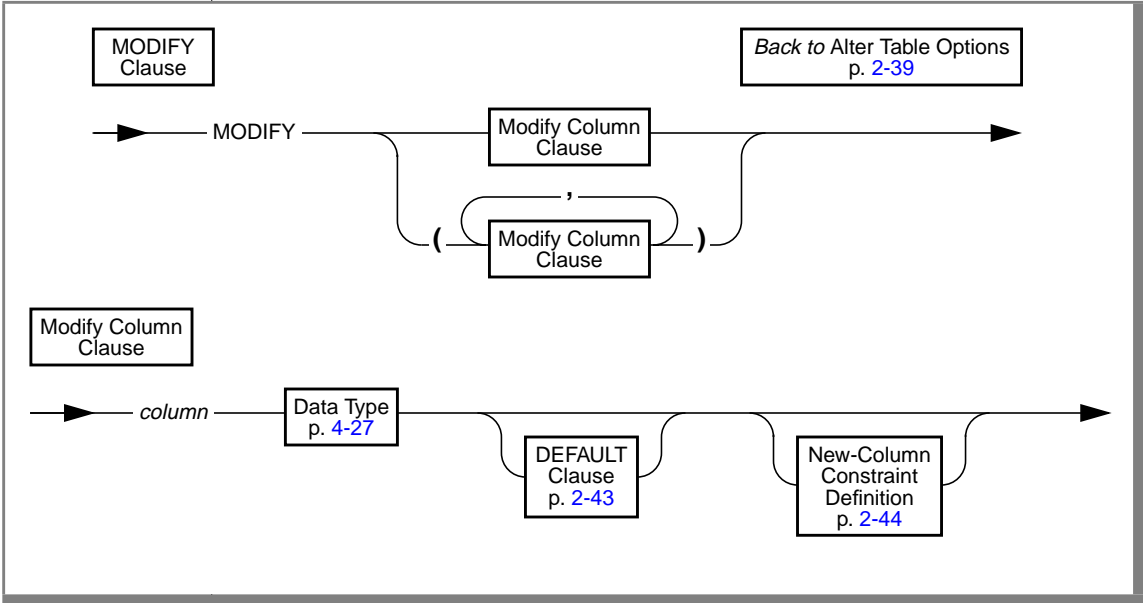 MODIFY
Clause
Back to Alter Table Options
p. 2-39
MODIFY
Modify Column
Clause
,
(
Modify Column
Clause
)
Modify Column
Clause
column
Data Type
p. 4-27
DEFAULT
Clause
p. 2-43
New-Column
Constraint
Definition
p. 2-44